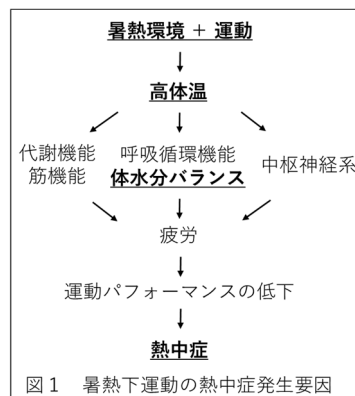 暑熱環境 + 運動
高体温
代謝機能
筋機能
呼吸循環機能
体水分バランス
中枢神経系
疲労
運動パフォーマンスの低下
熱中症
図1 暑熱下運動の熱中症発生要因